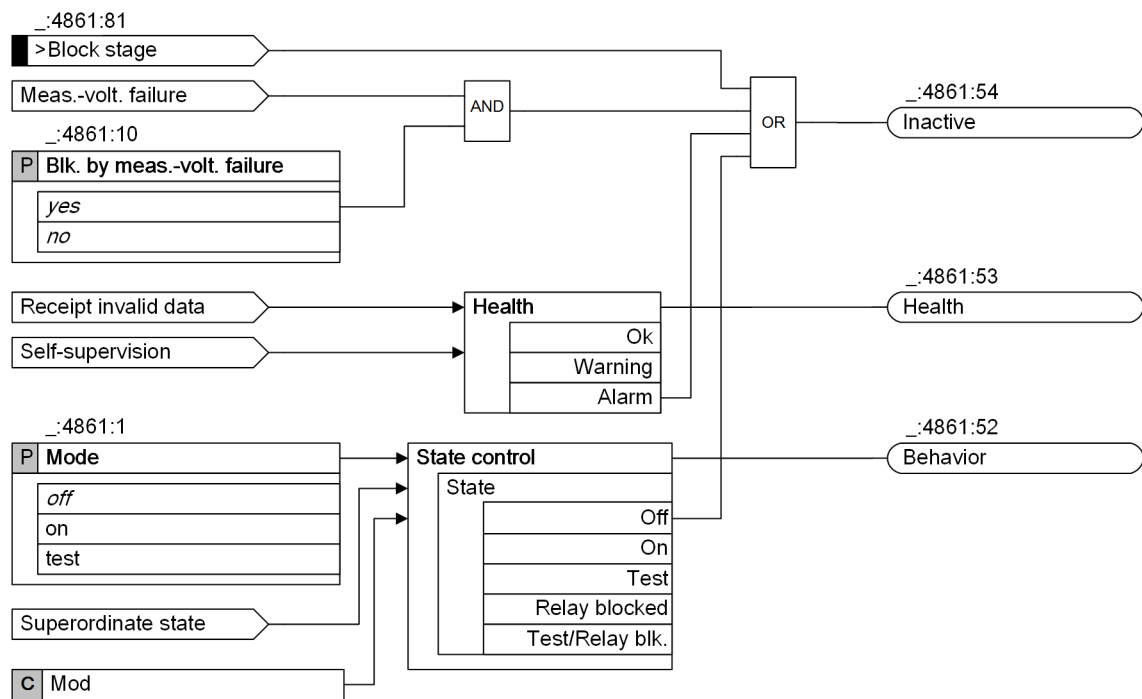 _:4861:81
>Block stage
Meas.-volt. failure
AND
OR
_:4861:54
Inactive
_:4861:10
P Blk. by meas.-volt. failure
yes
no
Receipt invalid data
Self-supervision
Health
Ok
Warning
Alarm
_:4861:53
Health
_:4861:1
P Mode
off
on
test
Superordinate state
C Mod
State control
State
Off
On
Test
Relay blocked
Test/Relay blk.
_:4861:52
Behavior